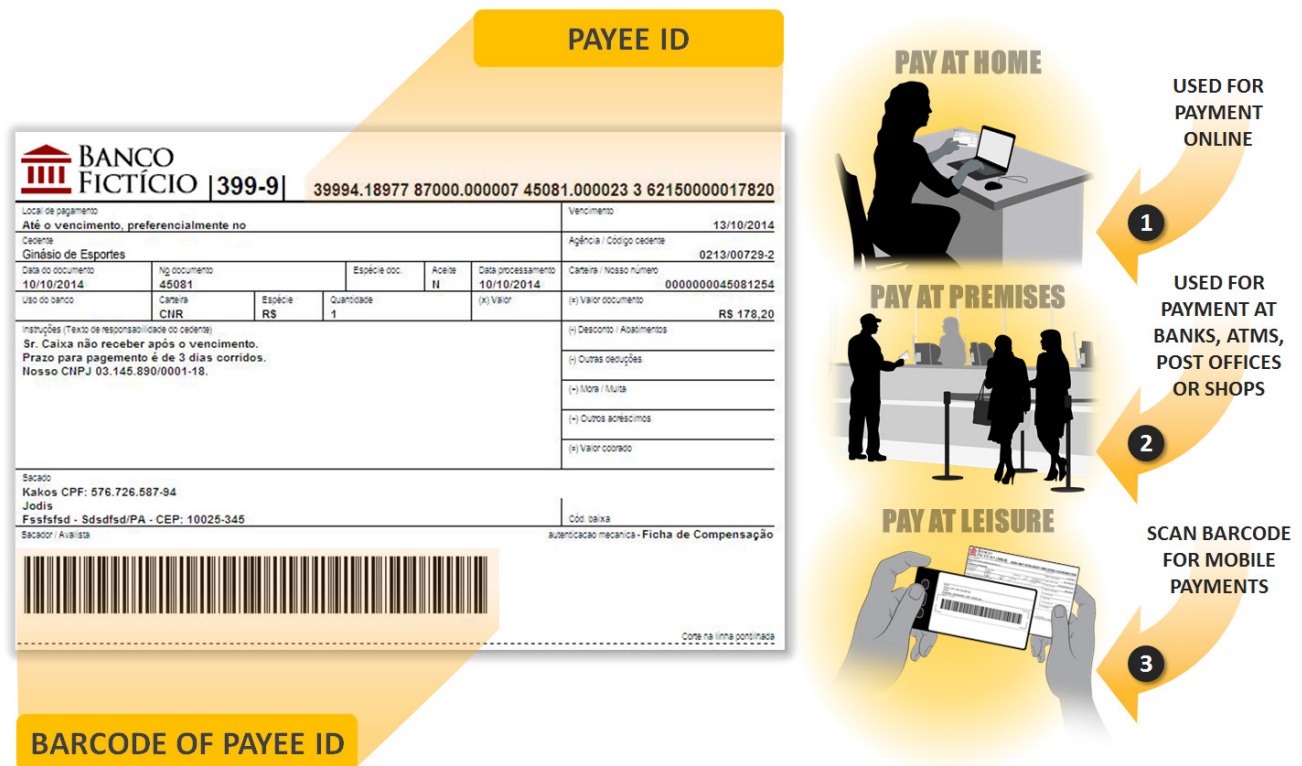 PAYEE ID
BANCO
FICTÍCIO |399-9| 39994.18977 87000.000007 45081.000023 3 62150000017820
Local de pagamento Vencimento
Até o vencimento, preferencialmente no 13/10/2014
Cedente Agência / Código cedente
Ginásio de Esportes 0213/00729-2
Data do documento Ng documento Espécie doc. Aceite Data processamento Carteira / Nosso número
10/10/2014 45081 N 10/10/2014 0000000045081254
Uso do banco Carteira Espécie Quantidade (x) Valor (=) Valor documento
CNR R$ 1 R$ 178,20
Instruções (Texto de responsabilidade do cedente) (-) Desconto / Abatimentos
Sr. Caixa não receber após o vencimento.
Prazo para pagamento é de 3 dias corridos. (-) Outras deduções
Nosso CNPJ 03.145.890/0001-18.
(+) Mora / Multa
(+) Outros acréscimos
(=) Valor cobrado
Sacado
Kakos CPF: 576.726.587-94
Jodis
Fssfsfsd - Sdsdfsd/PA - CEP: 10025-345 Cód. baixa
Sacador / Avalista autenticacao mecanica - Ficha de Compensação
Corte na linha pontilhada
BARCODE OF PAYEE ID
PAY AT HOME
USED FOR
PAYMENT
ONLINE
1
PAY AT PREMISES
USED FOR
PAYMENT AT
BANKS, ATMS,
POST OFFICES
OR SHOPS
2
PAY AT LEISURE
SCAN BARCODE
FOR MOBILE
PAYMENTS
3